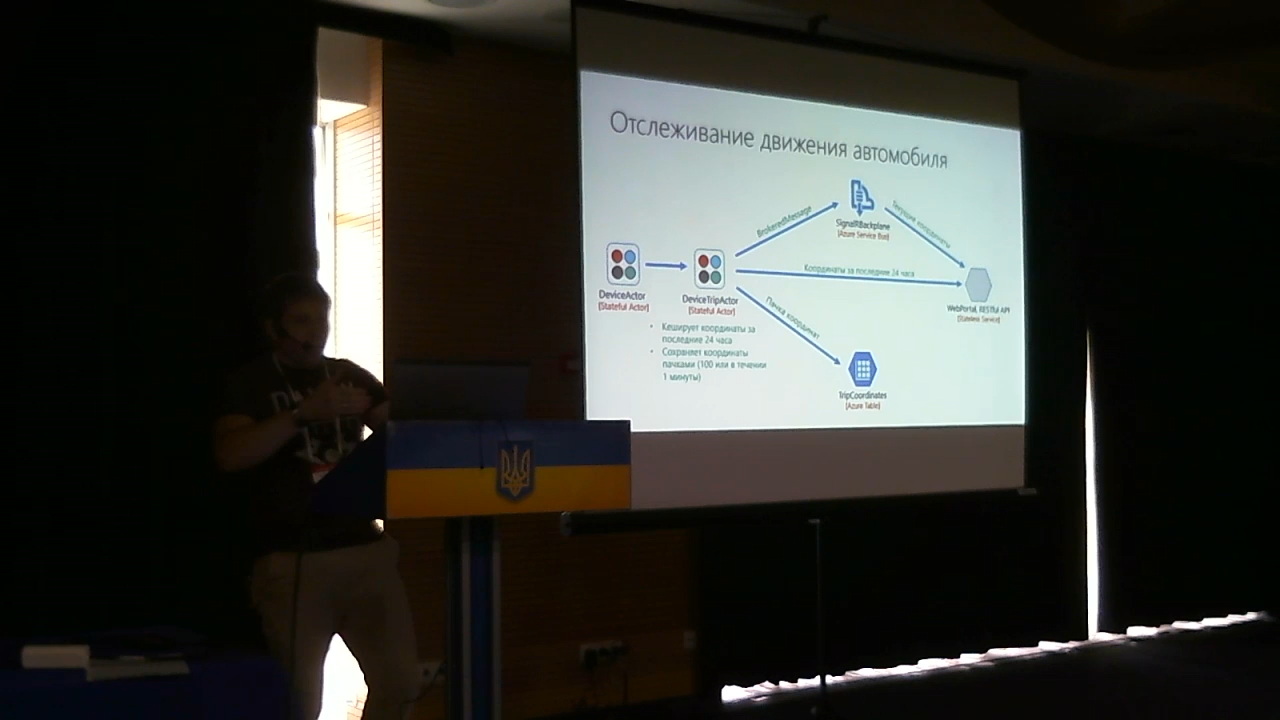 Отслеживание движения автомобиля
BrokeredMessage
SignalRBackplane
[Azure Service Bus]
Текущие координаты
DeviceActor
[Stateful Actor]
DeviceTripActor
[Stateful Actor]
Координаты за последние 24 часа
WebPortal, RESTful API
[Stateless Service]
• Кеширует координаты за
последние 24 часа
• Сохраняет координаты
пачками (100 или в течении
1 минуты)
Пачка координат
TripCoordinates
[Azure Table]